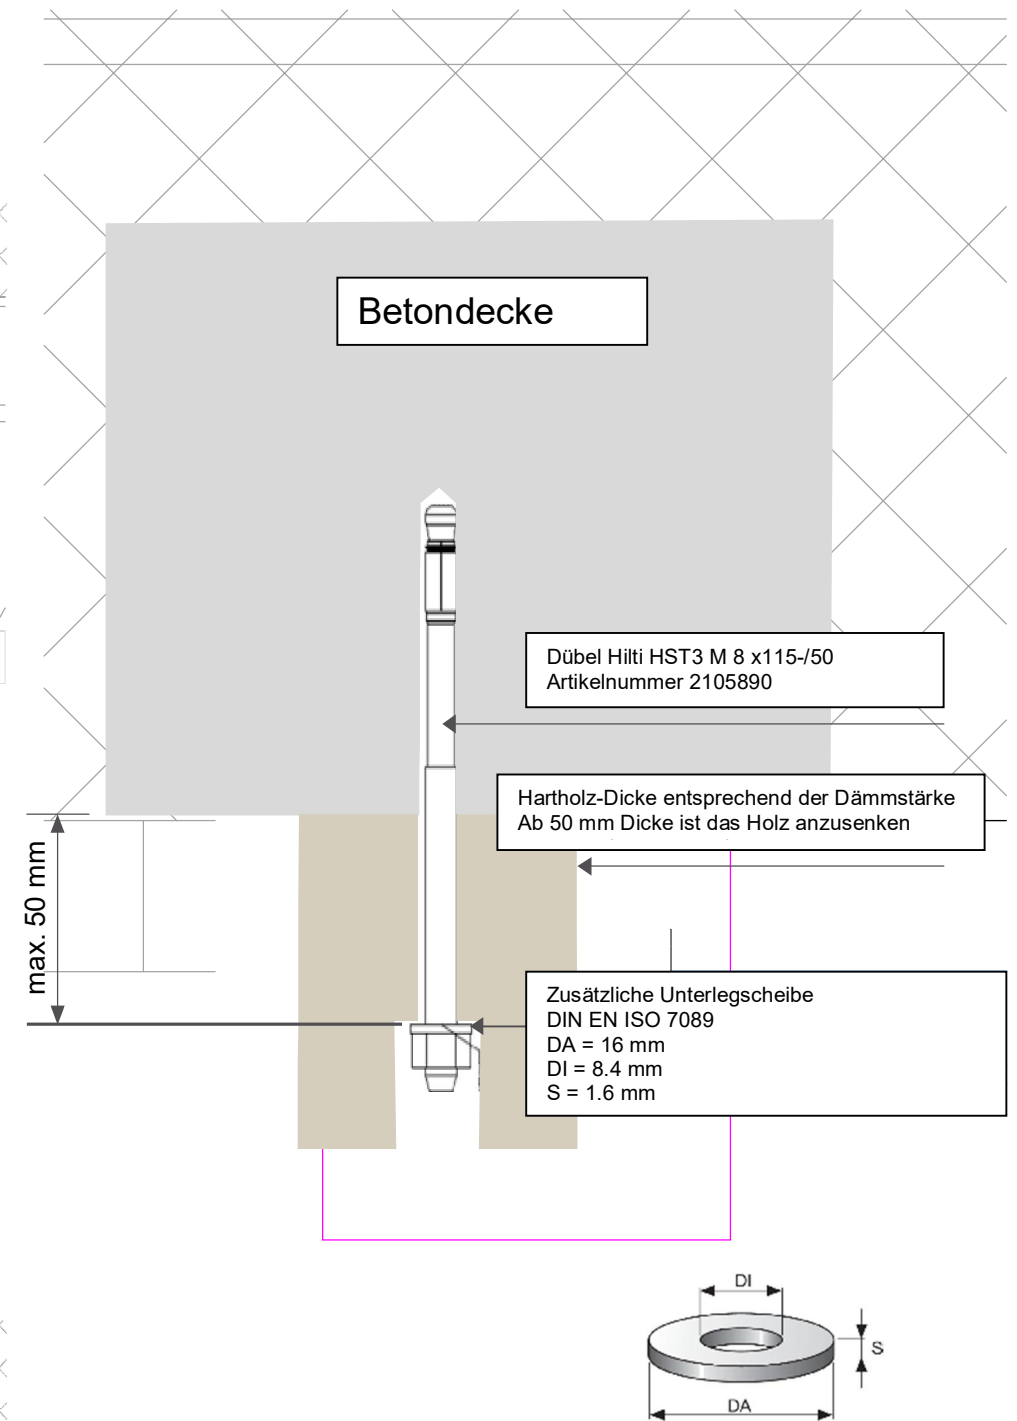 Betondecke
Dübel Hilti HST3 M 8 x115-/50
Artikelnummer 2105890
Hartholz-Dicke entsprechend der Dämmstärke
Ab 50 mm Dicke ist das Holz anzusenken
max. 50 mm
Zusätzliche Unterlegscheibe
DIN EN ISO 7089
DA = 16 mm
DI = 8.4 mm
S = 1.6 mm
DI
S
DA